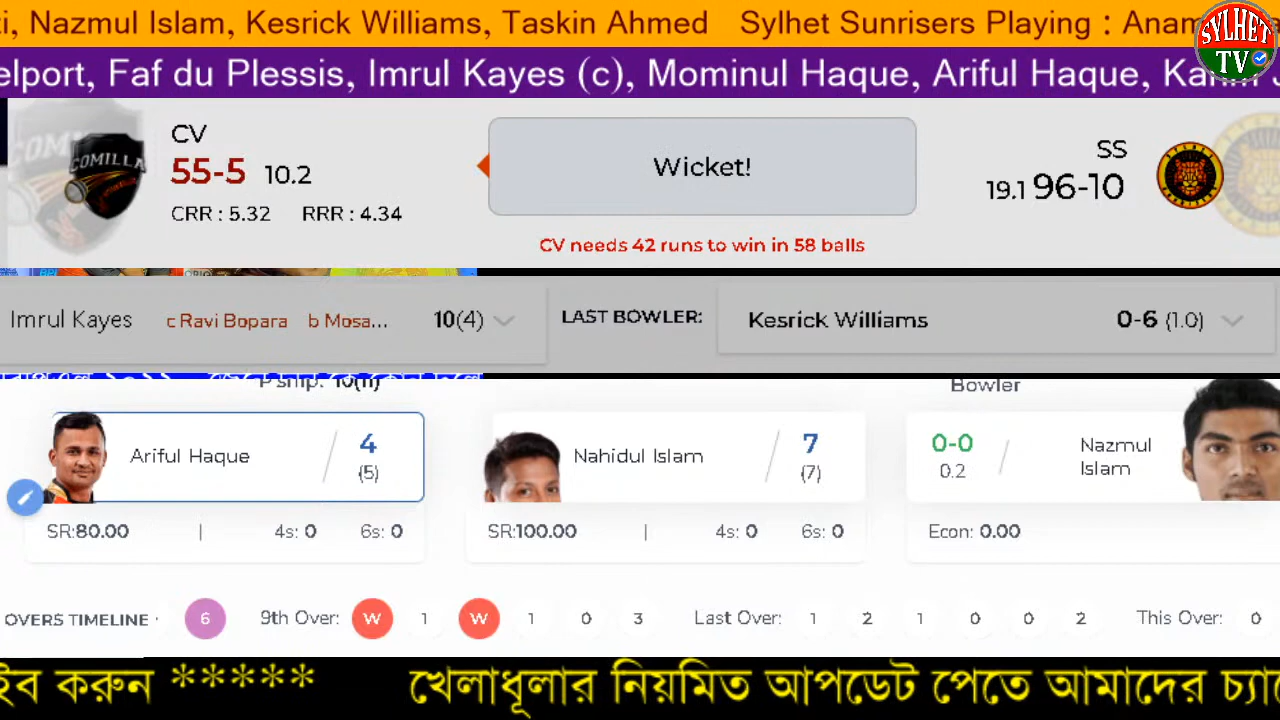 Nazmul Islam, Kesrick Williams, Taskin Ahmed Sylhet Sunrisers Playing :
SYLHET
TV
Faf du Plessis, Imrul Kayes (c), Mominul Haque, Ariful Haque,
COMILLA
CV
55-5 10.2
CRR : 5.32 RRR : 4.34
Wicket!
CV needs 42 runs to win in 58 balls
SS
19.1 96-10
Imrul Kayes c Ravi Bopara b Mosa... 10(4)
LAST BOWLER: Kesrick Williams 0-6 (1.0)
P'ship: 10(11)
Bowler
Ariful Haque 4 (5)
SR:80.00 | 4s: 0 6s: 0
Nahidul Islam 7 (7)
SR:100.00 | 4s: 0 6s: 0
0-0 0.2 Nazmul Islam
Econ: 0.00
OVERS TIMELINE 6 9th Over: W 1 W 1 0 3 Last Over: 1 2 1 0 0 2 This Over: 0
করুন ***** খেলাধূলার নিয়মিত আপডেট পেতে আমাদের